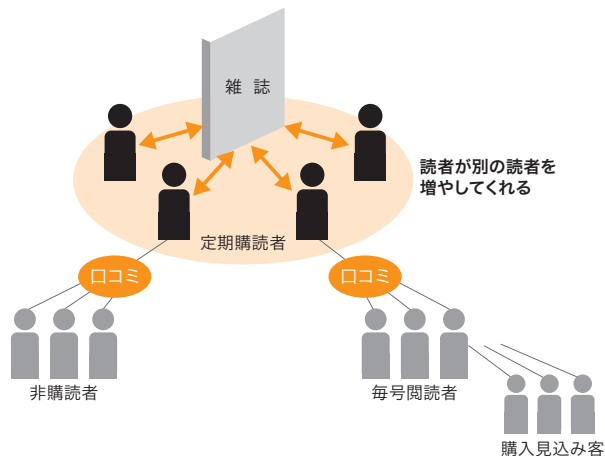 雑 誌
読者が別の読者を
増やしてくれる
定期購読者
口コミ
口コミ
非購読者
毎号閲読者
購入見込み客